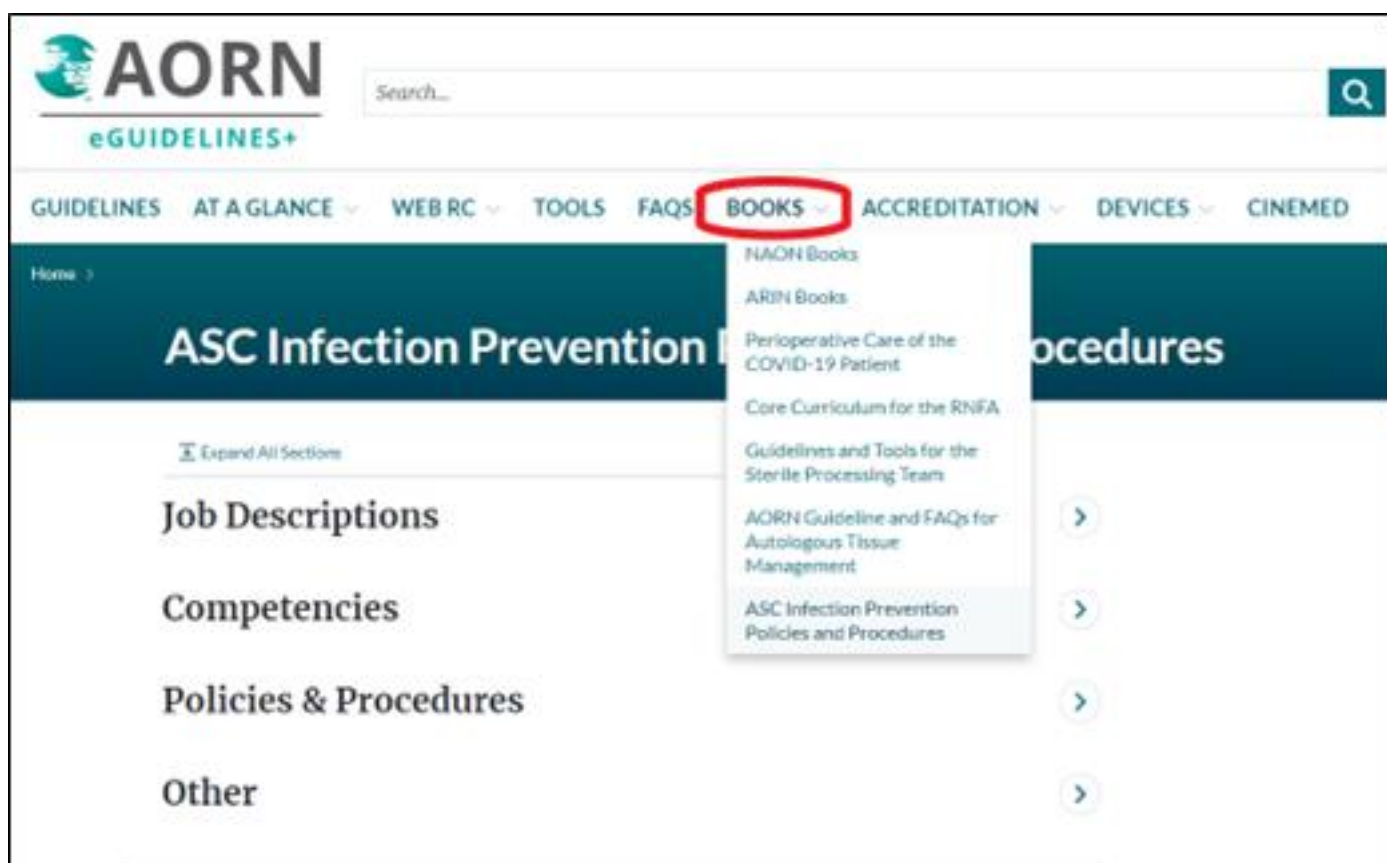 AORN
eGUIDELINES+
Search...
GUIDELINES AT A GLANCE WEB RC TOOLS FAQS BOOKS ACCREDITATION DEVICES CINEMED
Home >
ASC Infection Prevention ocedures
NAON Books
ARIN Books
Perioperative Care of the
COVID-19 Patient
Core Curriculum for the RNFA
Guidelines and Tools for the
Sterile Processing Team
AORN Guideline and FAQs for
Autologous Tissue
Management
ASC Infection Prevention
Policies and Procedures
Expand All Sections
Job Descriptions
Competencies
Policies & Procedures
Other